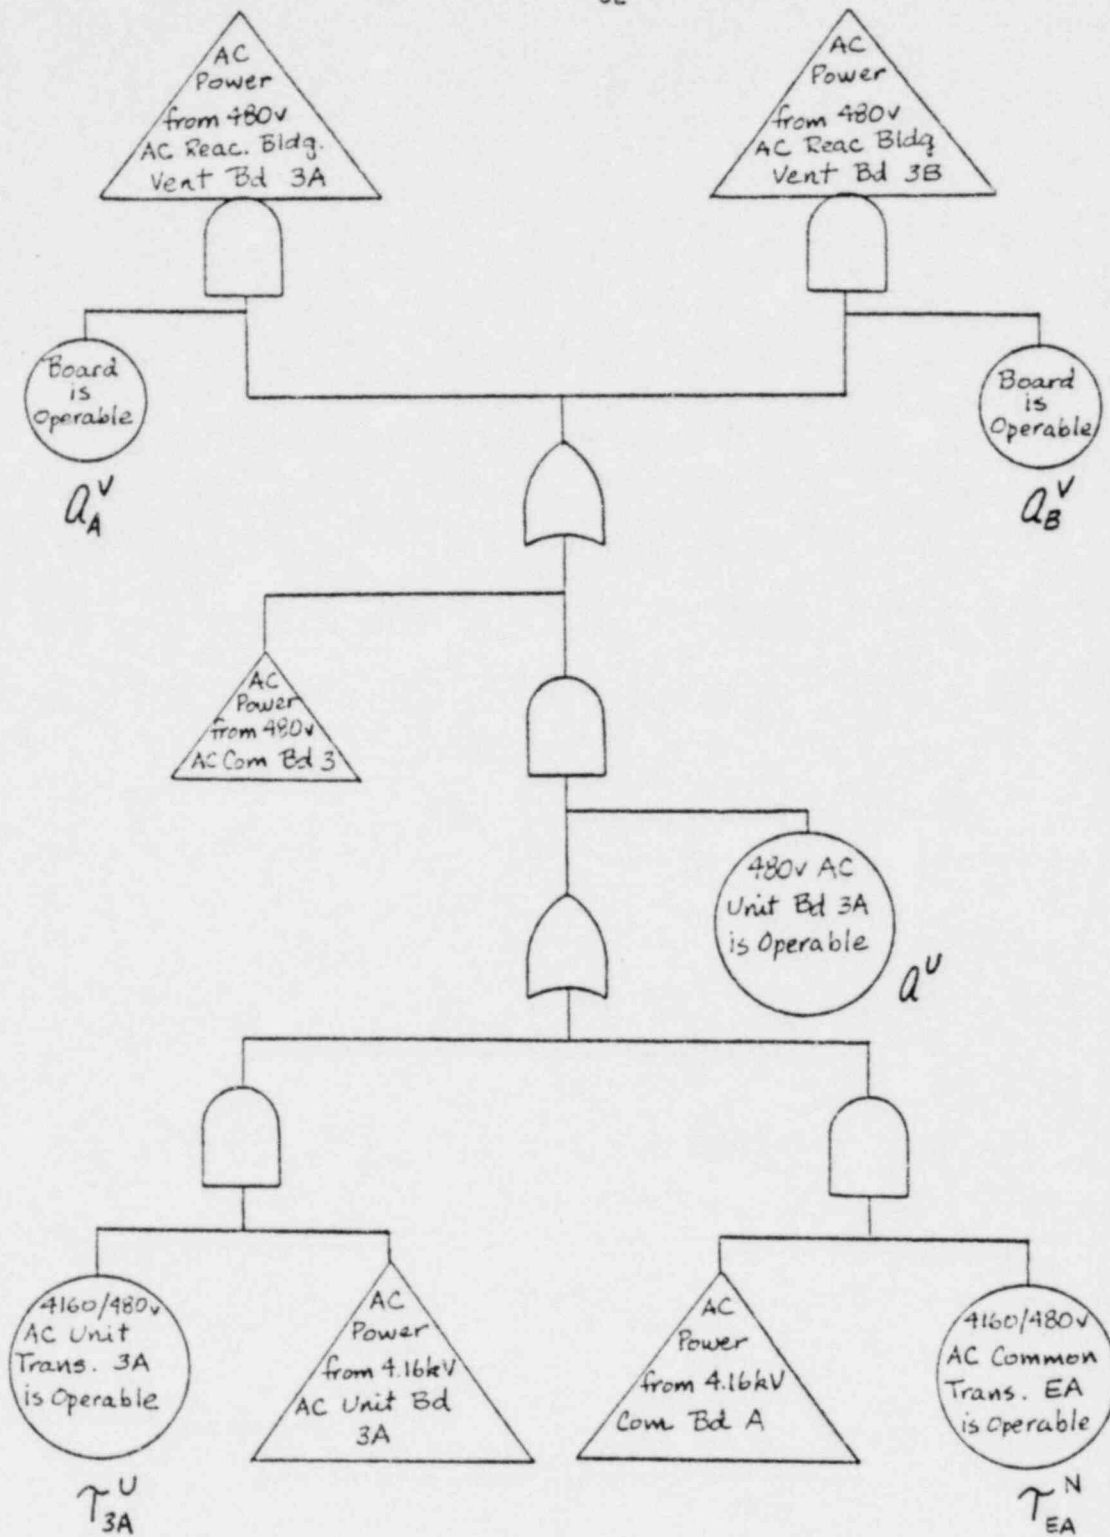 AC
Power
from 480v
AC Reac. Bldg.
Vent Bd 3A
AC
Power
from 480v
AC Reac Bldg
Vent Bd 3B
Board
is
Operable
a_A^V
Board
is
Operable
a_B^V
AC
Power
from 480v
AC Com Bd 3
480v AC
Unit Bd 3A
is Operable
a^U
4160/480v
AC Unit
Trans. 3A
is Operable
T_3A^U
AC
Power
from 4.16kV
AC Unit Bd
3A
AC
Power
from 4.16kV
Com Bd A
4160/480v
AC Common
Trans. EA
is Operable
T_EA^N